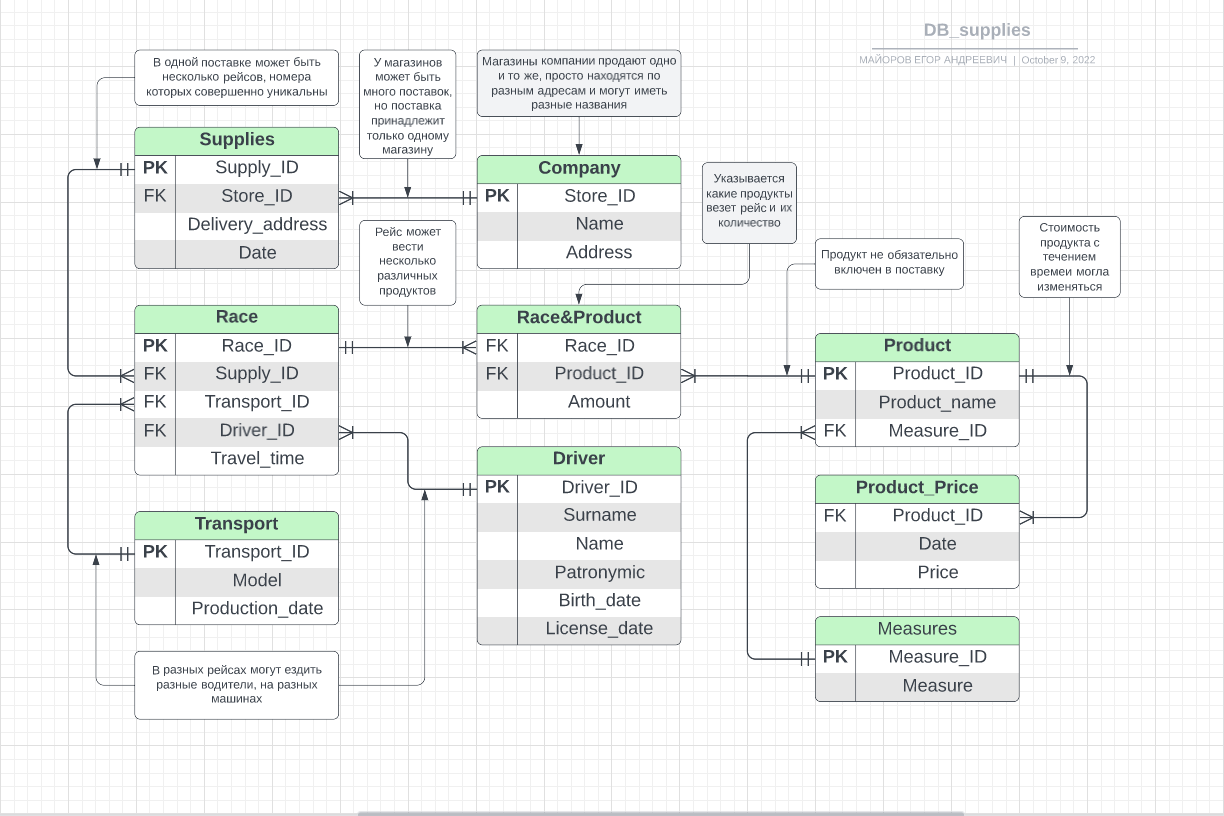 DB_supplies
МАЙОРОВ ЕГОР АНДРЕЕВИЧ | October 9, 2022
В одной поставке может быть
несколько рейсов, номера
которых совершенно уникальны
У магазинов
может быть
много поставок,
но поставка
принадлежит
только одному
магазину
Магазины компании продают одно
и то же, просто находятся по
разным адресам и могут иметь
разные названия
Supplies
PK Supply_ID
FK Store_ID
Delivery_address
Date
Company
PK Store_ID
Name
Address
Указывается
какие продукты
везет рейс и их
количество
Рейс может
вести
несколько
различных
продуктов
Продукт не обязательно
включен в поставку
Стоимость
продукта с
течением
времеи могла
изменяться
Race
PK Race_ID
FK Supply_ID
FK Transport_ID
FK Driver_ID
Travel_time
Race&Product
FK Race_ID
FK Product_ID
Amount
Product
PK Product_ID
Product_name
FK Measure_ID
Driver
PK Driver_ID
Surname
Name
Patronymic
Birth_date
License_date
Product_Price
FK Product_ID
Date
Price
Transport
PK Transport_ID
Model
Production_date
Measures
PK Measure_ID
Measure
В разных рейсах могут ездить
разные водители, на разных
машинах